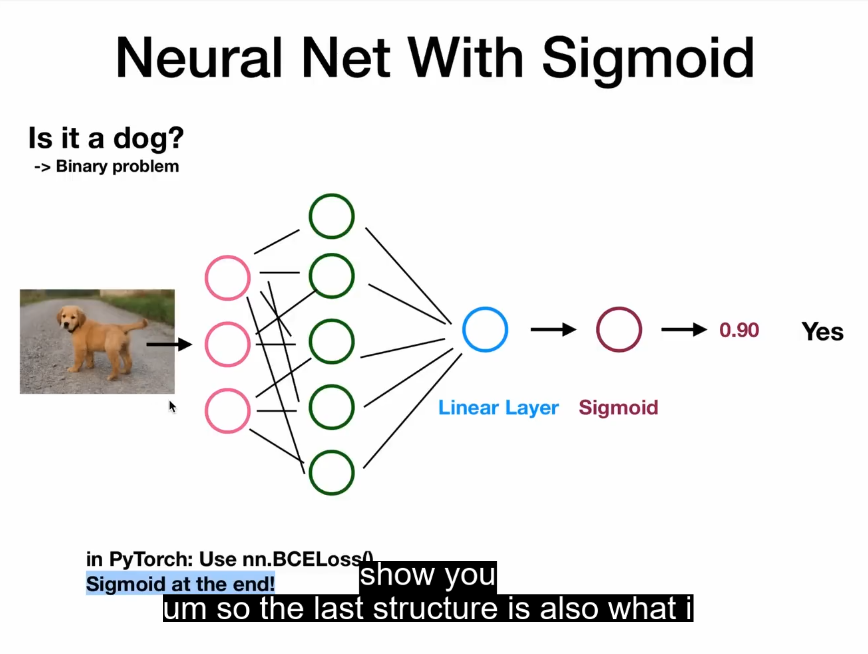 Neural Net With Sigmoid
Is it a dog?
-> Binary problem
0.90
Yes
Linear Layer
Sigmoid
in PyTorch: Use nn.BCELoss()
Sigmoid at the end!
show you
um so the last structure is also what i